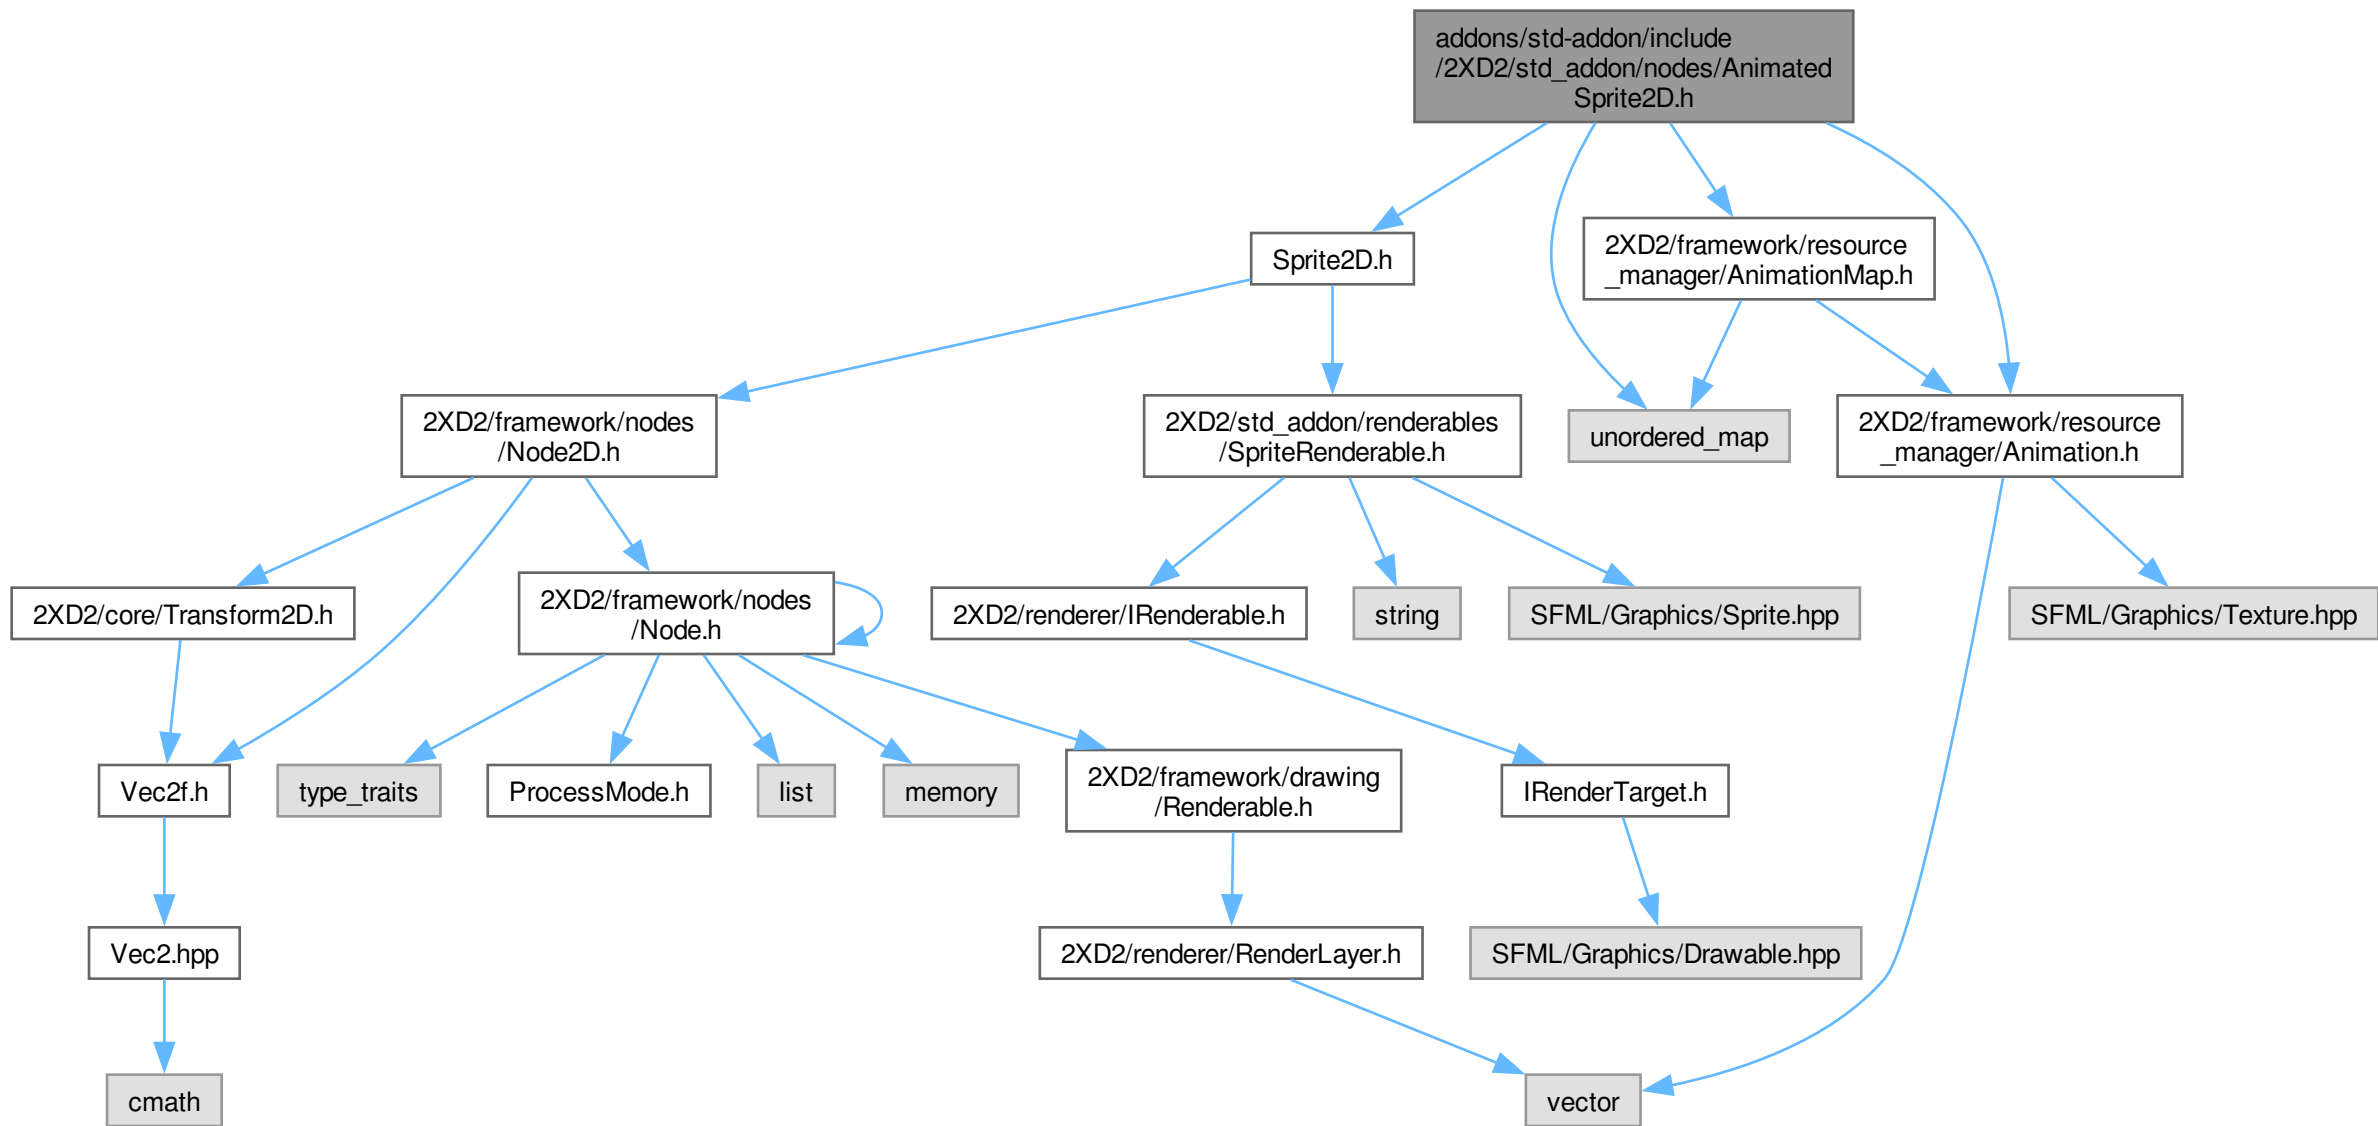 addons/std-addon/include
/2XD2/std_addon/nodes/Animated
Sprite2D.h
Sprite2D.h
2XD2/framework/resource
_manager/AnimationMap.h
2XD2/framework/nodes
/Node2D.h
2XD2/std_addon/renderables
/SpriteRenderable.h
unordered_map
2XD2/framework/resource
_manager/Animation.h
2XD2/core/Transform2D.h
2XD2/framework/nodes
/Node.h
2XD2/renderer/IRenderable.h
string
SFML/Graphics/Sprite.hpp
SFML/Graphics/Texture.hpp
Vec2f.h
type_traits
ProcessMode.h
list
memory
2XD2/framework/drawing
/Renderable.h
IRenderTarget.h
Vec2.hpp
2XD2/renderer/RenderLayer.h
SFML/Graphics/Drawable.hpp
cmath
vector